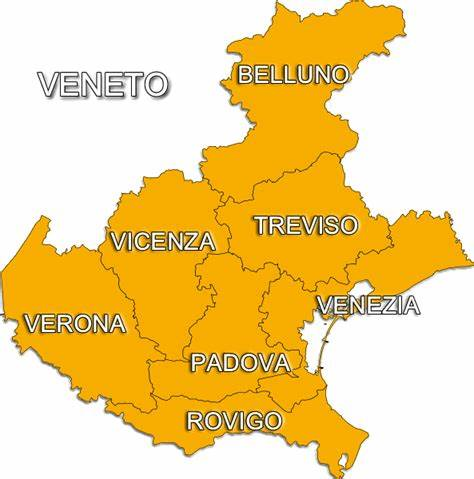 BELLUNO
VENETO
TREVISO
VICENZA
VENEZIA
VERONA
PADOVA
ROVIGO